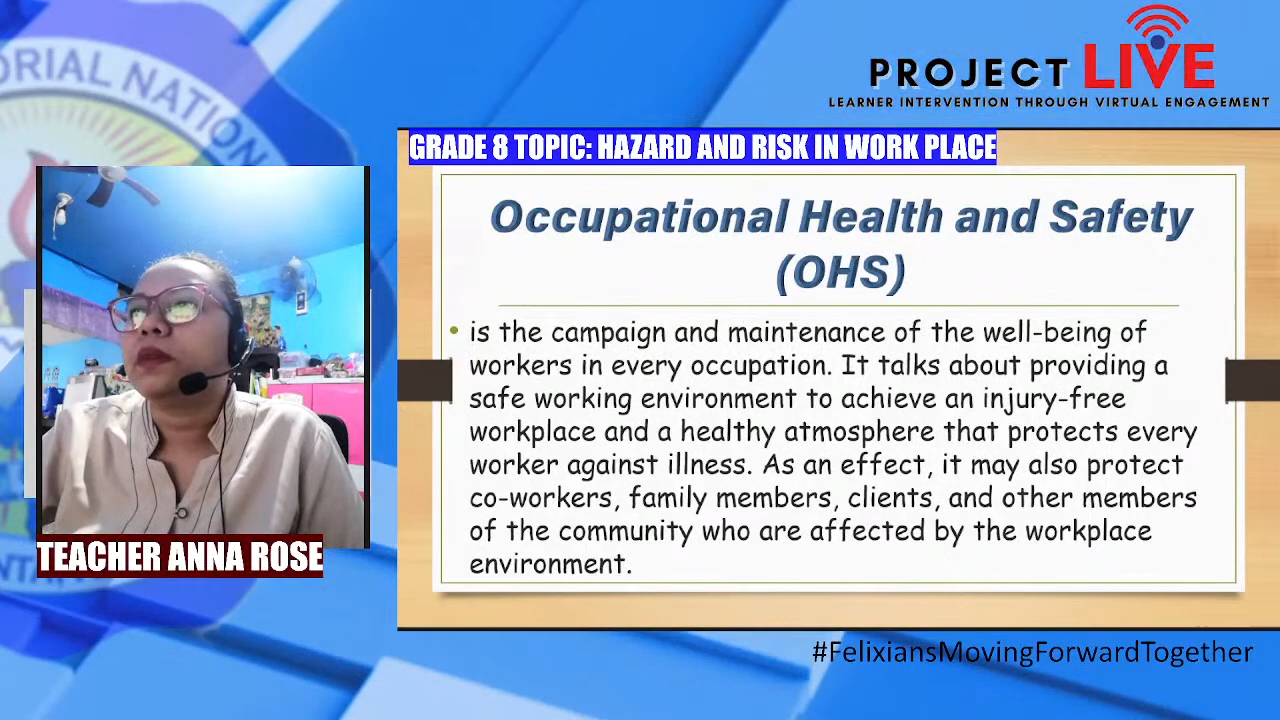 PROJECT LIVE
LEARNER INTERVENTION THROUGH VIRTUAL ENGAGEMENT
ORIAL NATION
GRADE 8 TOPIC: HAZARD AND RISK IN WORK PLACE
Occupational Health and Safety
(OHS)
• is the campaign and maintenance of the well-being of
workers in every occupation. It talks about providing a
safe working environment to achieve an injury-free
workplace and a healthy atmosphere that protects every
worker against illness. As an effect, it may also protect
co-workers, family members, clients, and other members
of the community who are affected by the workplace
environment.
TEACHER ANNA ROSE
#FelixiansMovingForwardTogether